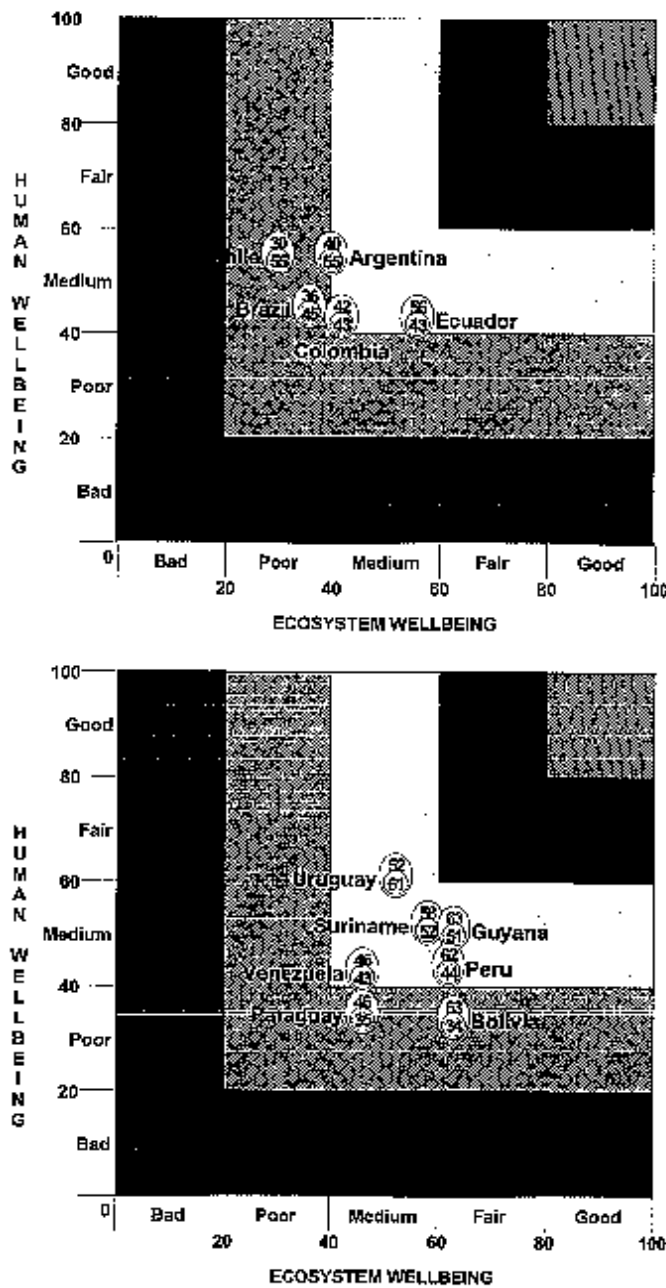 100
Good
80
Fair
60
30 40
55 55 Argentina
Medium
Brazil 36 42 56
45 43 43 Ecuador
40
Colombia
Poor
20
Bad
0 Bad Poor Medium Fair Good
20 40 60 80 100
ECOSYSTEM WELLBEING
HUMAN WELLBEING
100
Good
80
Fair
52
60 Uruguay 61
Suriname 58 63
52 51 Guyana
Medium
62
Venezuela 46 44 Peru
43
40
Paraguay 46 63 Bolivia
34
Poor
20
Bad
0 Bad Poor Medium Fair Good
20 40 60 80 100
ECOSYSTEM WELLBEING
HUMAN WELLBEING